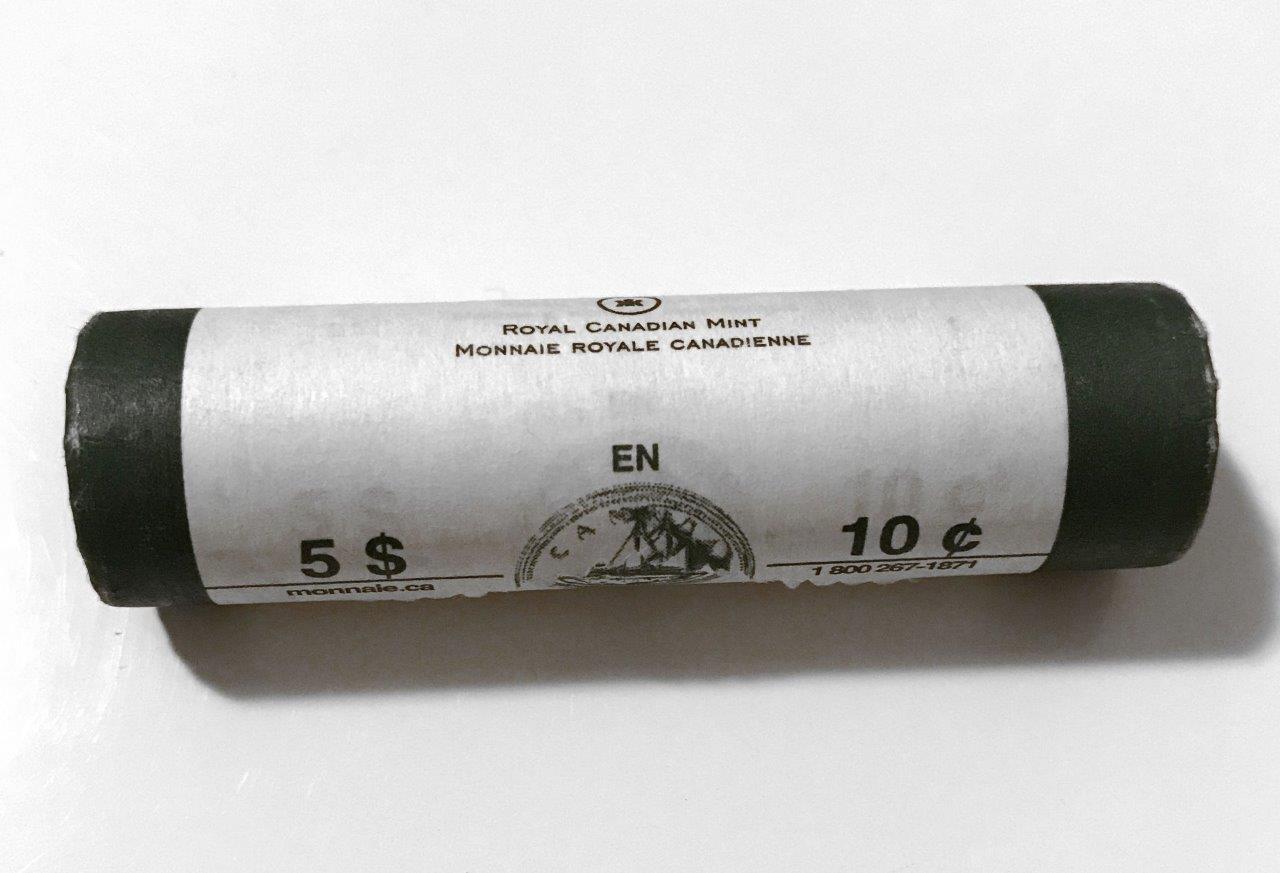 ROYAL CANADIAN MINT
MONNAIE ROYALE CANADIENNE
EN
C A
5 $
10 ¢
monnaie.ca
1 800 267-1871